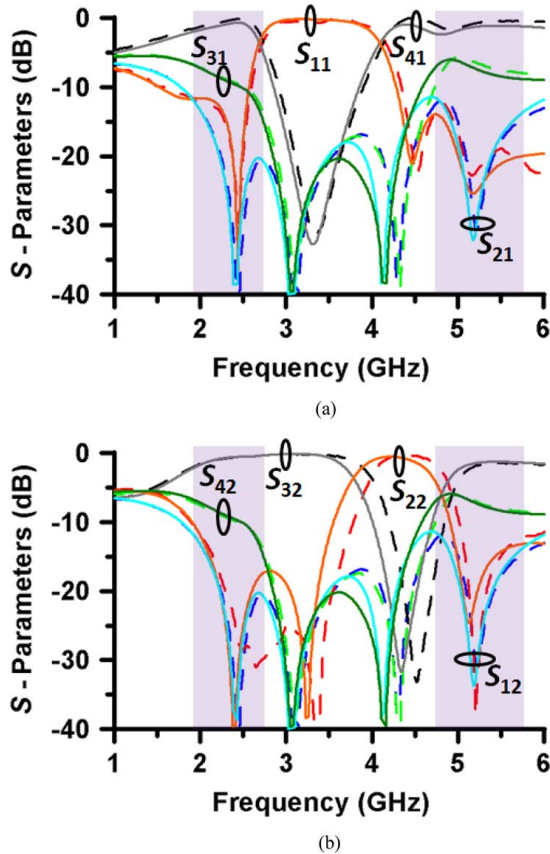 0
-10
-20
-30
-40
S - Parameters (dB)
S31
S11
S41
S21
1 2 3 4 5 6
Frequency (GHz)
(a)
0
-10
-20
-30
-40
S - Parameters (dB)
S42
S32
S22
S12
1 2 3 4 5 6
Frequency (GHz)
(b)